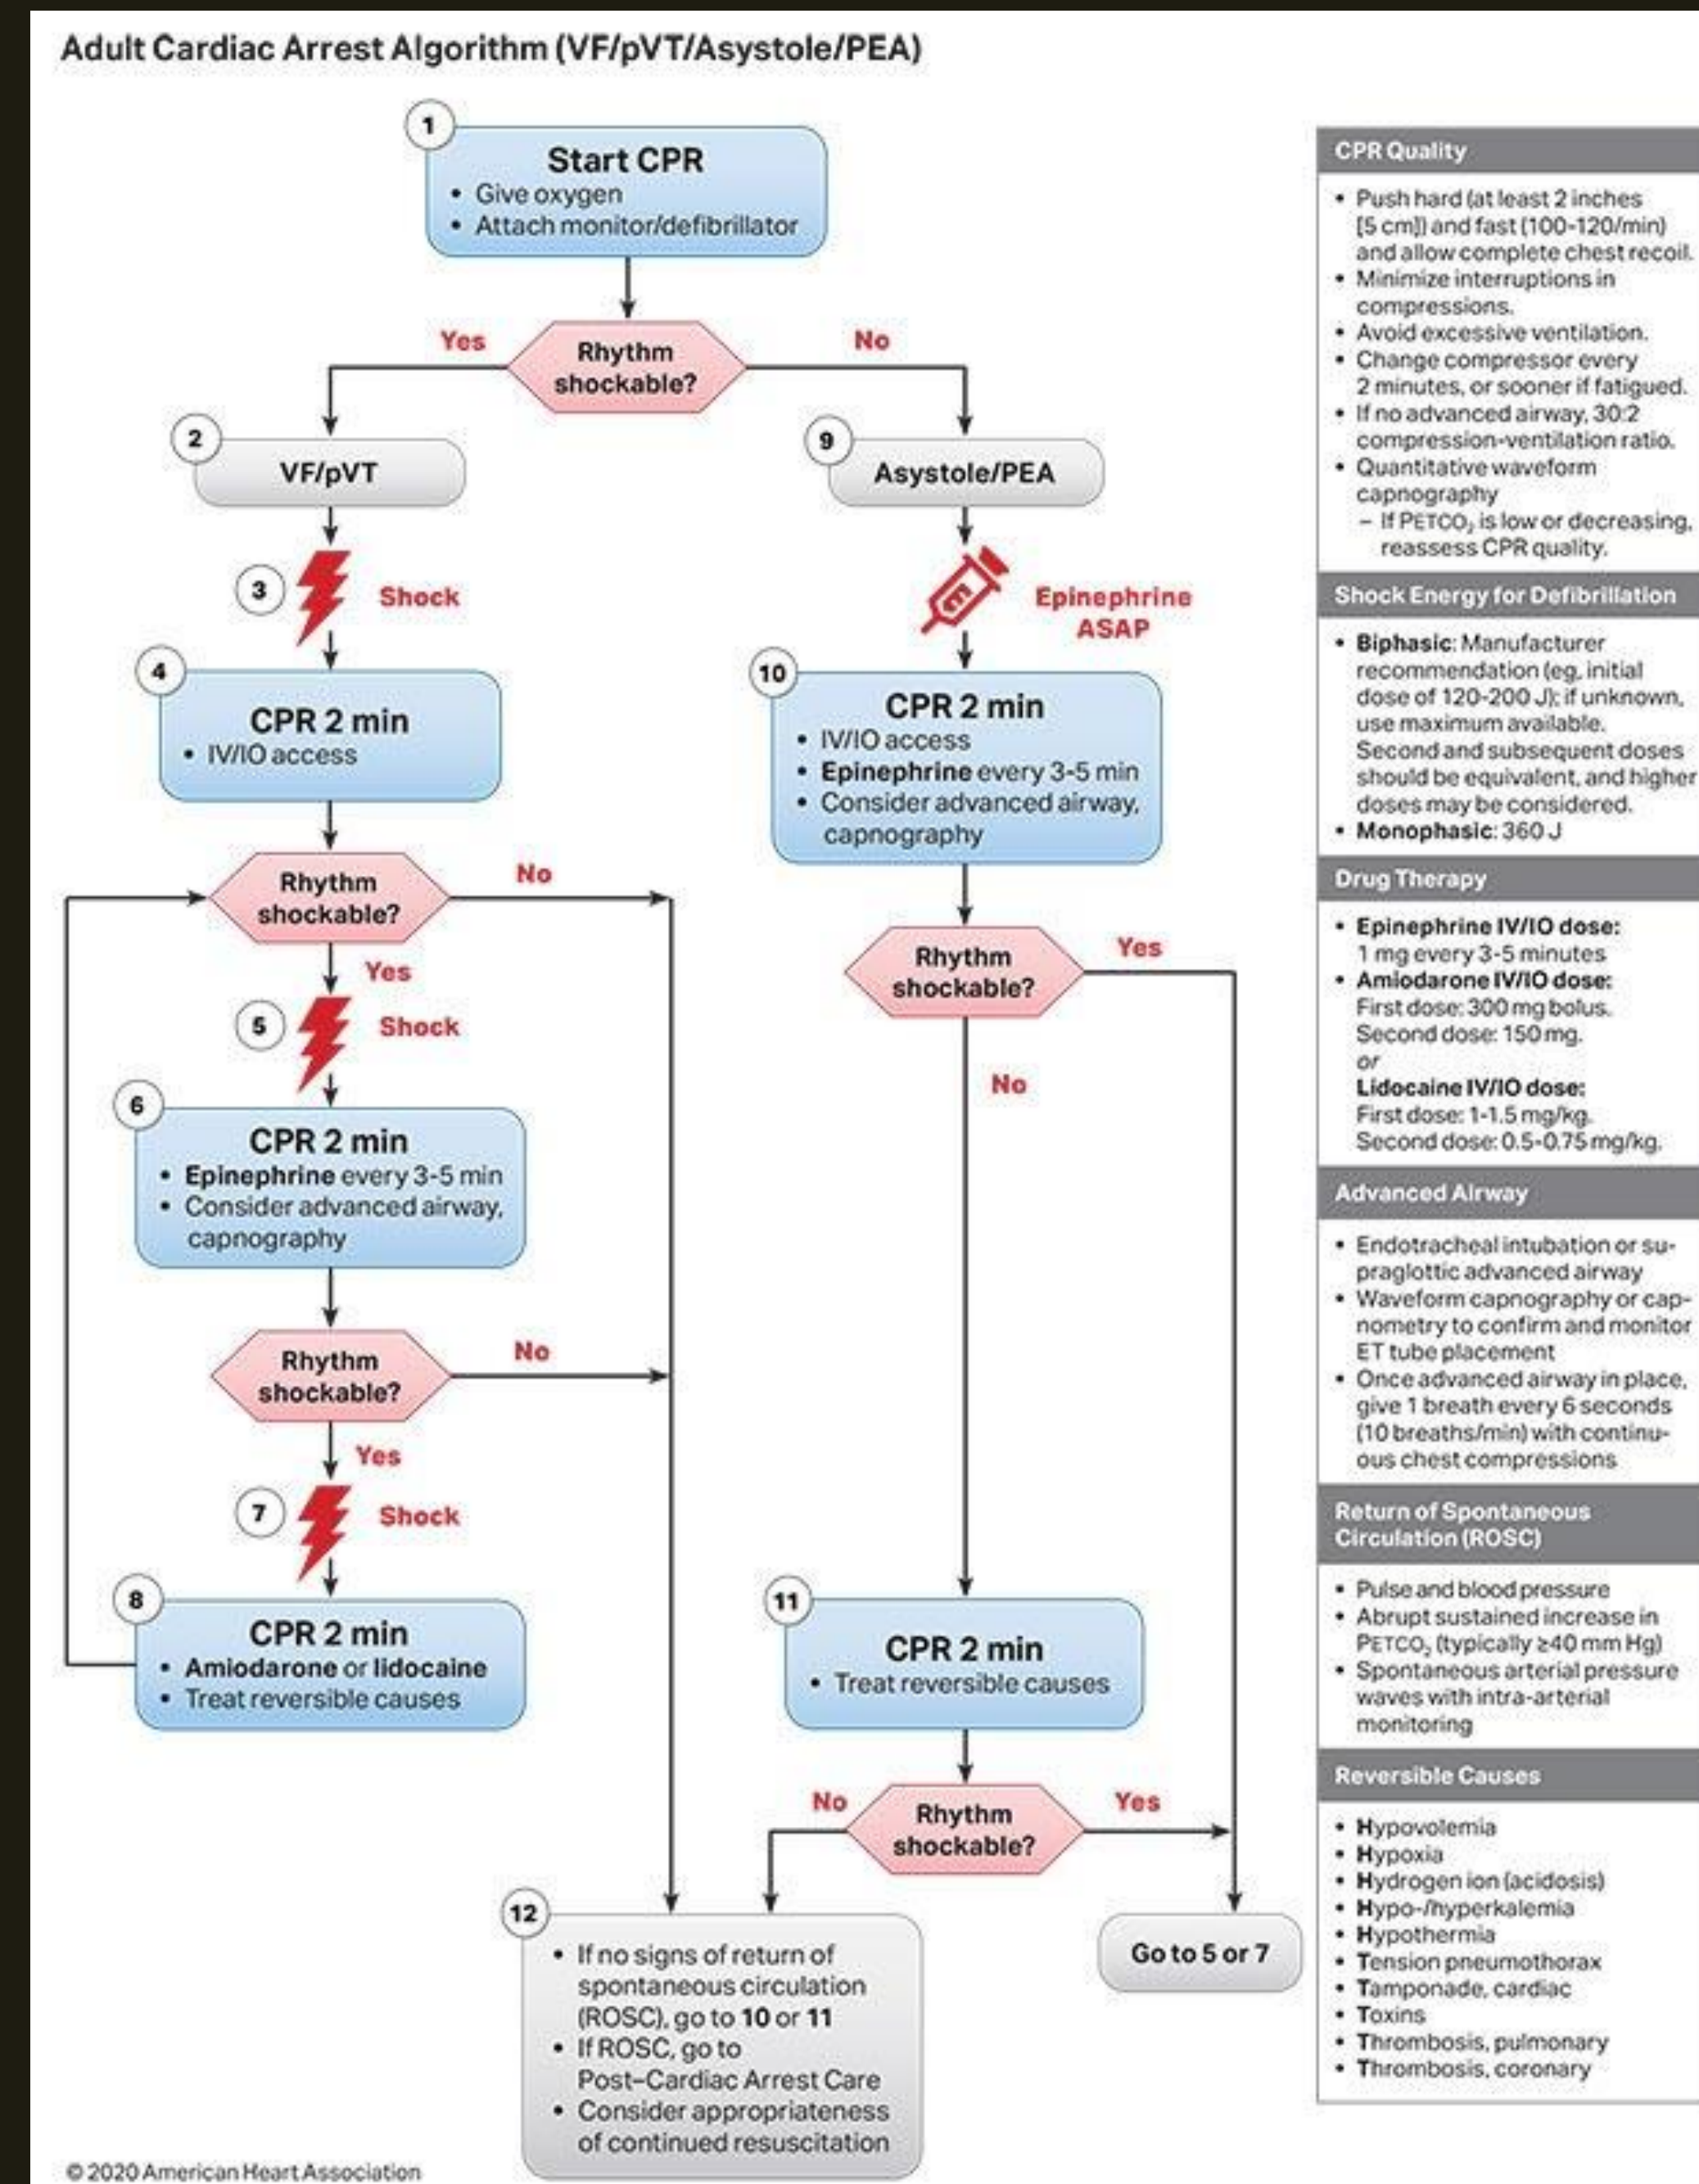 Adult Cardiac Arrest Algorithm (VF/pVT/Asystole/PEA)
1
Start CPR
• Give oxygen
• Attach monitor/defibrillator
Rhythm
shockable?
Yes
No
2
VF/pVT
3
Shock
4
CPR 2 min
• IV/IO access
Rhythm
shockable?
No
Yes
5
Shock
6
CPR 2 min
• Epinephrine every 3-5 min
• Consider advanced airway,
capnography
Rhythm
shockable?
No
Yes
7
Shock
8
CPR 2 min
• Amiodarone or lidocaine
• Treat reversible causes
9
Asystole/PEA
Epinephrine
ASAP
10
CPR 2 min
• IV/IO access
• Epinephrine every 3-5 min
• Consider advanced airway,
capnography
Rhythm
shockable?
Yes
No
11
CPR 2 min
• Treat reversible causes
Rhythm
shockable?
No
Yes
12
• If no signs of return of
spontaneous circulation
(ROSC), go to 10 or 11
• If ROSC, go to
Post–Cardiac Arrest Care
• Consider appropriateness
of continued resuscitation
Go to 5 or 7
© 2020 American Heart Association
CPR Quality
• Push hard (at least 2 inches
[5 cm]) and fast (100-120/min)
and allow complete chest recoil.
• Minimize interruptions in
compressions.
• Avoid excessive ventilation.
• Change compressor every
2 minutes, or sooner if fatigued.
• If no advanced airway, 30:2
compression-ventilation ratio.
• Quantitative waveform
capnography
– If PETCO₂ is low or decreasing,
reassess CPR quality.
Shock Energy for Defibrillation
• Biphasic: Manufacturer
recommendation (eg, initial
dose of 120-200 J); if unknown,
use maximum available.
Second and subsequent doses
should be equivalent, and higher
doses may be considered.
• Monophasic: 360 J
Drug Therapy
• Epinephrine IV/IO dose:
1 mg every 3-5 minutes
• Amiodarone IV/IO dose:
First dose: 300 mg bolus.
Second dose: 150 mg.
or
Lidocaine IV/IO dose:
First dose: 1-1.5 mg/kg.
Second dose: 0.5-0.75 mg/kg.
Advanced Airway
• Endotracheal intubation or su-
praglottic advanced airway
• Waveform capnography or cap-
nometry to confirm and monitor
ET tube placement
• Once advanced airway in place,
give 1 breath every 6 seconds
(10 breaths/min) with continu-
ous chest compressions
Return of Spontaneous
Circulation (ROSC)
• Pulse and blood pressure
• Abrupt sustained increase in
PETCO₂ (typically ≥40 mm Hg)
• Spontaneous arterial pressure
waves with intra-arterial
monitoring
Reversible Causes
• Hypovolemia
• Hypoxia
• Hydrogen ion (acidosis)
• Hypo-/hyperkalemia
• Hypothermia
• Tension pneumothorax
• Tamponade, cardiac
• Toxins
• Thrombosis, pulmonary
• Thrombosis, coronary